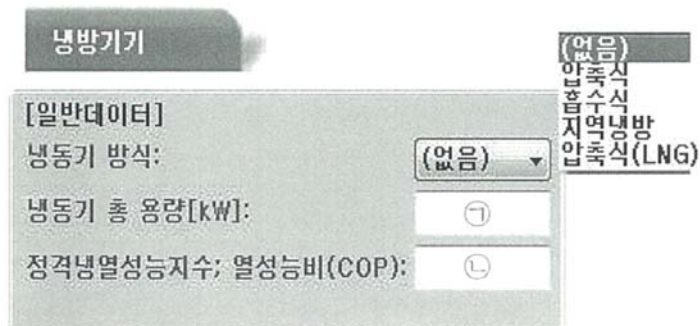 냉방기기
[일반데이터]
냉동기 방식:
(없음)
냉동기 총 용량[kW]:
㉠
정격냉열성능지수; 열성능비(COP):
㉡
(없음)
압축식
흡수식
지역냉방
압축식(LNG)